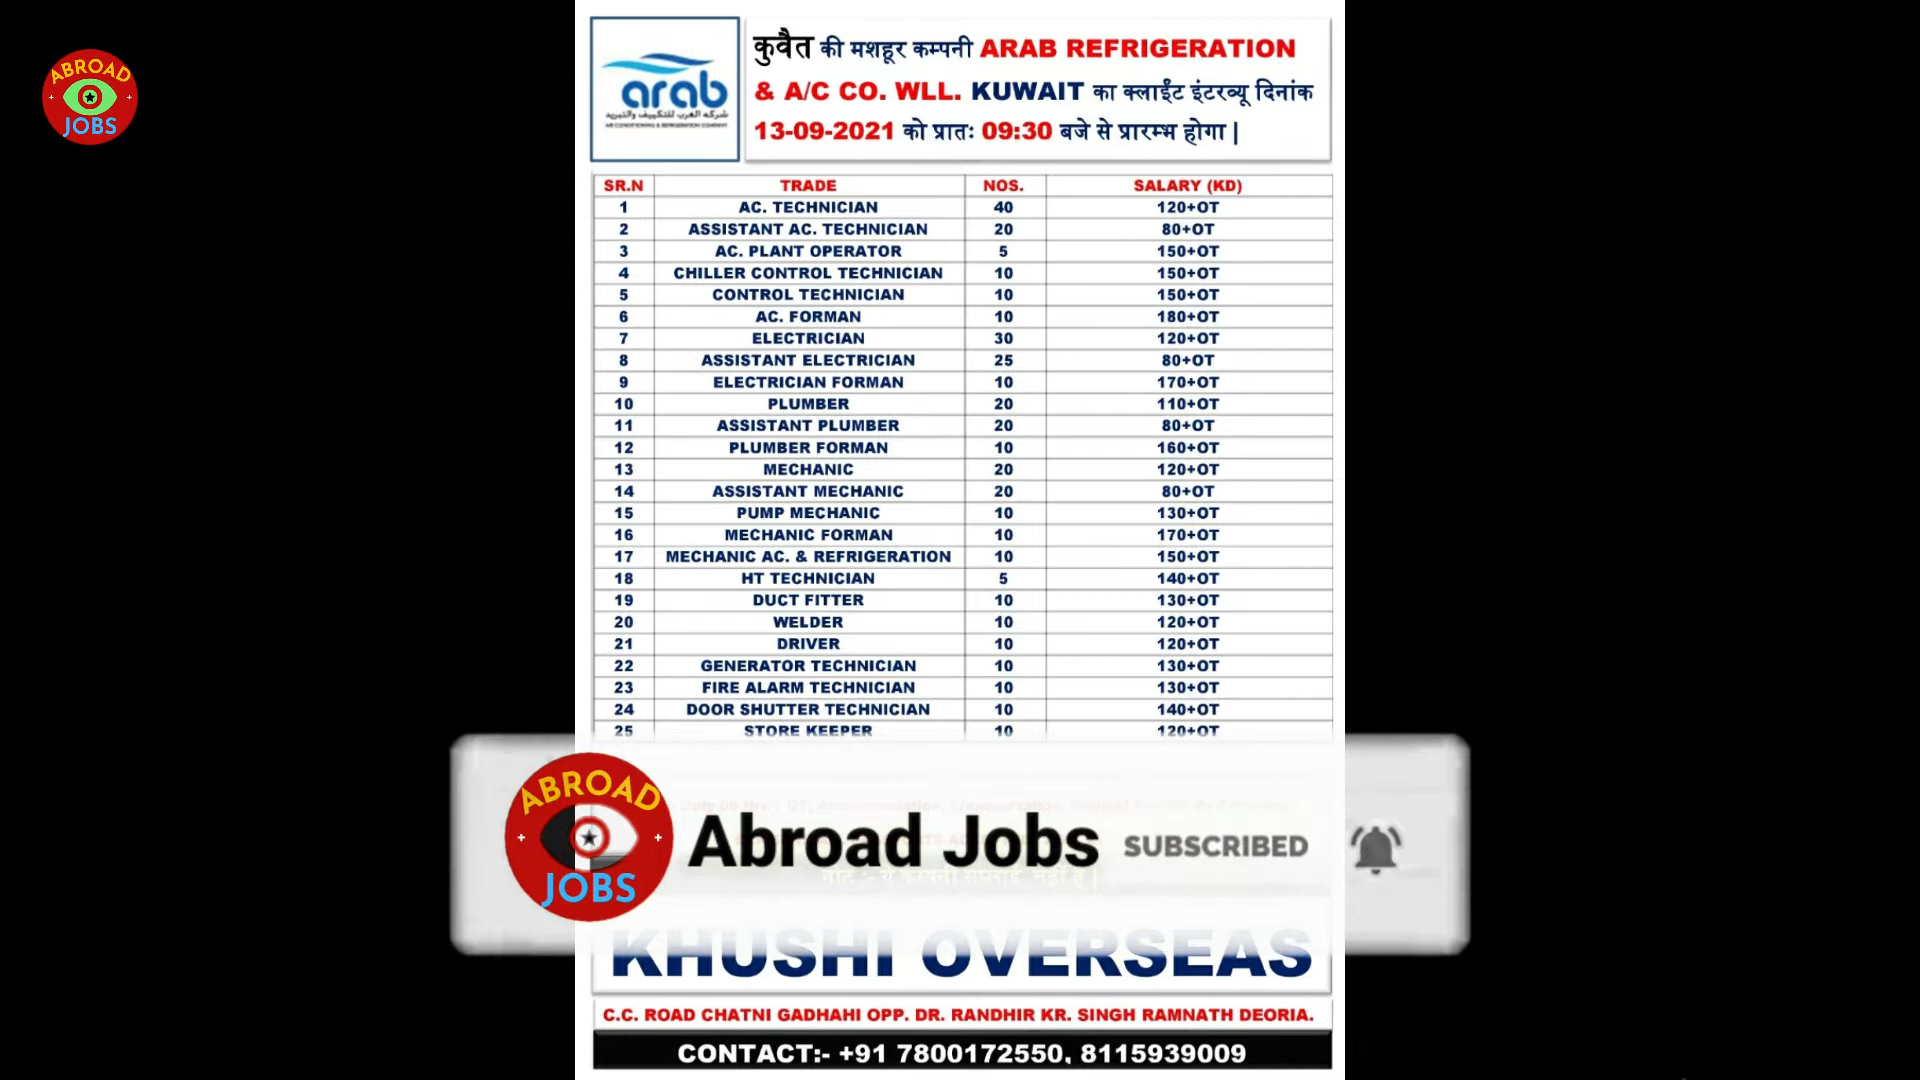 ABROAD
JOBS
arab
شركة العرب للتكييف والتبريد
AIR CONDITIONING & REFRIGERATION COMPANY
कुवैत की मशहूर कम्पनी ARAB REFRIGERATION
& A/C CO. WLL. KUWAIT का क्लाईंट इंटरव्यू दिनांक
13-09-2021 को प्रातः 09:30 बजे से प्रारम्भ होगा |
SR.N TRADE NOS. SALARY (KD)
1 AC. TECHNICIAN 40 120+OT
2 ASSISTANT AC. TECHNICIAN 20 80+OT
3 AC. PLANT OPERATOR 5 150+OT
4 CHILLER CONTROL TECHNICIAN 10 150+OT
5 CONTROL TECHNICIAN 10 150+OT
6 AC. FORMAN 10 180+OT
7 ELECTRICIAN 30 120+OT
8 ASSISTANT ELECTRICIAN 25 80+OT
9 ELECTRICIAN FORMAN 10 170+OT
10 PLUMBER 20 110+OT
11 ASSISTANT PLUMBER 20 80+OT
12 PLUMBER FORMAN 10 160+OT
13 MECHANIC 20 120+OT
14 ASSISTANT MECHANIC 20 80+OT
15 PUMP MECHANIC 10 130+OT
16 MECHANIC FORMAN 10 170+OT
17 MECHANIC AC. & REFRIGERATION 10 150+OT
18 HT TECHNICIAN 5 140+OT
19 DUCT FITTER 10 130+OT
20 WELDER 10 120+OT
21 DRIVER 10 120+OT
22 GENERATOR TECHNICIAN 10 130+OT
23 FIRE ALARM TECHNICIAN 10 130+OT
24 DOOR SHUTTER TECHNICIAN 10 140+OT
25 STORE KEEPER 10 120+OT
ABROAD
JOBS
Abroad Jobs SUBSCRIBED
KHUSHI OVERSEAS
C.C. ROAD CHATNI GADHAHI OPP. DR. RANDHIR KR. SINGH RAMNATH DEORIA.
CONTACT:- +91 7800172550, 8115939009